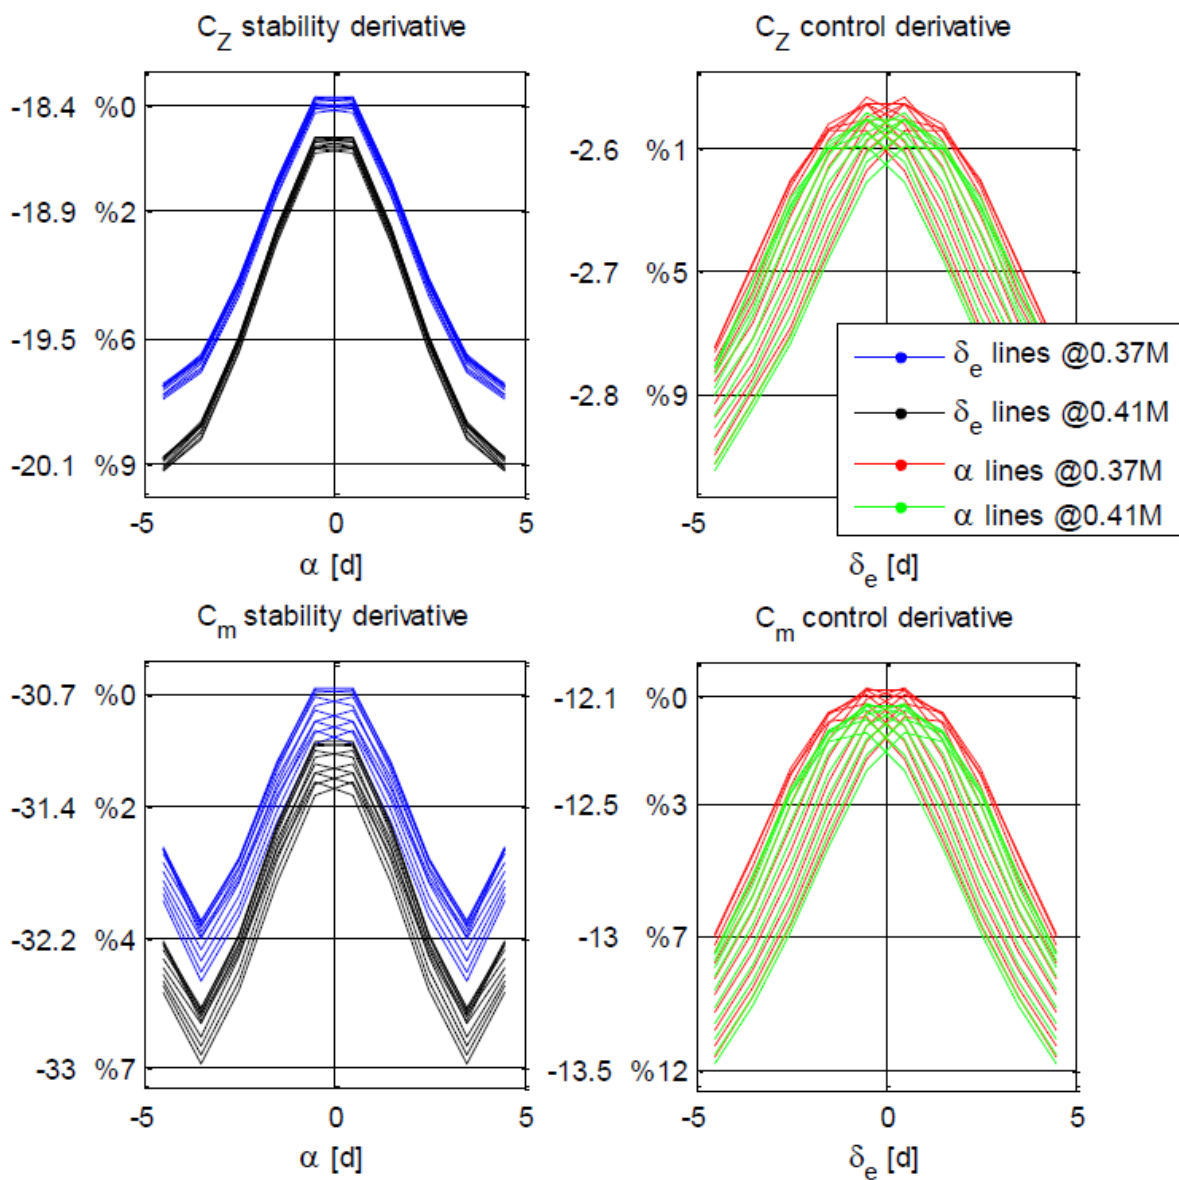 C_Z stability derivative
-18.4 %0
-18.9 %2
-19.5 %6
-20.1 %9
-5 0 5
α [d]
C_Z control derivative
-2.6 %1
-2.7 %5
-2.8 %9
-5
δ_e [d]
δ_e lines @0.37M
δ_e lines @0.41M
α lines @0.37M
α lines @0.41M
C_m stability derivative
-30.7 %0
-31.4 %2
-32.2 %4
-33 %7
-5 0 5
α [d]
C_m control derivative
-12.1 %0
-12.5 %3
-13 %7
-13.5 %12
-5 0 5
δ_e [d]